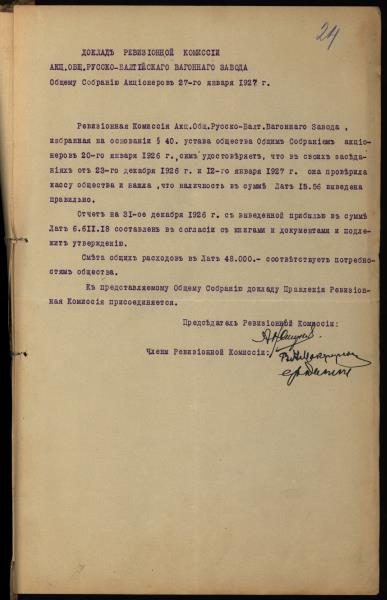 24
ДОКЛАДЪ РЕВИЗІОННОЙ КОМИССІИ
АКЦ.ОБЩ.РУССКО-БАЛТІЙСКАГО ВАГОННАГО ЗАВОДА
Общему Собранію Акціонеровъ 27-го января 1927 г.
Ревизіонная Комиссія Акц.Общ.Русско-Балт.Вагоннаго Завода,
избранная на основаніи § 40. устава общества Общимъ Собраніемъ акціо-
неровъ 20-го января 1926 г., симъ удостовѣряетъ, что въ своихъ засѣда-
ніяхъ отъ 23-го декабря 1926 г. и 12-го января 1927 г. она провѣрила
кассу общества и нашла, что наличность въ суммѣ Латъ 15.56 выведена
правильно.
Отчетъ на 31-ое декабря 1926 г. съ выведенной прибылью въ суммѣ
Латъ 6.611.18 составленъ въ согласіи съ книгами и документами и подле-
житъ утвержденію.
Смѣта общихъ расходовъ въ Латъ 48.000.- соотвѣтствуетъ потребно-
стямъ общества.
Къ представляемому Общему Собранію докладу Правленія Ревизіон-
ная Комиссія присоединяется.
Предсѣдатель Ревизіонной Комиссіи:
Члены Ревизіонной Комиссіи: